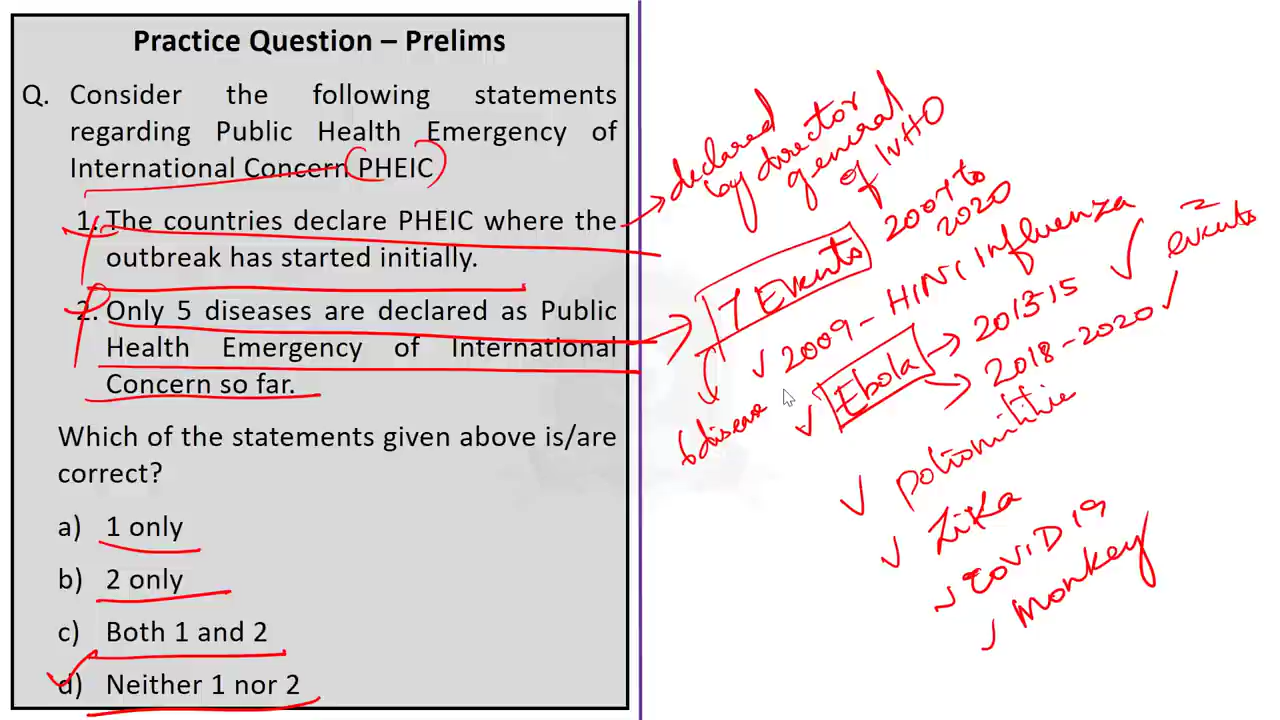 Practice Question – Prelims
Q. Consider the following statements
regarding Public Health Emergency of
International Concern PHEIC
1. The countries declare PHEIC where the
outbreak has started initially.
2. Only 5 diseases are declared as Public
Health Emergency of International
Concern so far.
Which of the statements given above is/are
correct?
a) 1 only
b) 2 only
c) Both 1 and 2
d) Neither 1 nor 2
declared
by director
general
of WHO
7 Events
2007 to
2020
2009 - H1N1 Influenza
2
events
Ebola
2013-15
2018-2020
6 disease
Zika
COVID 19
Monkey